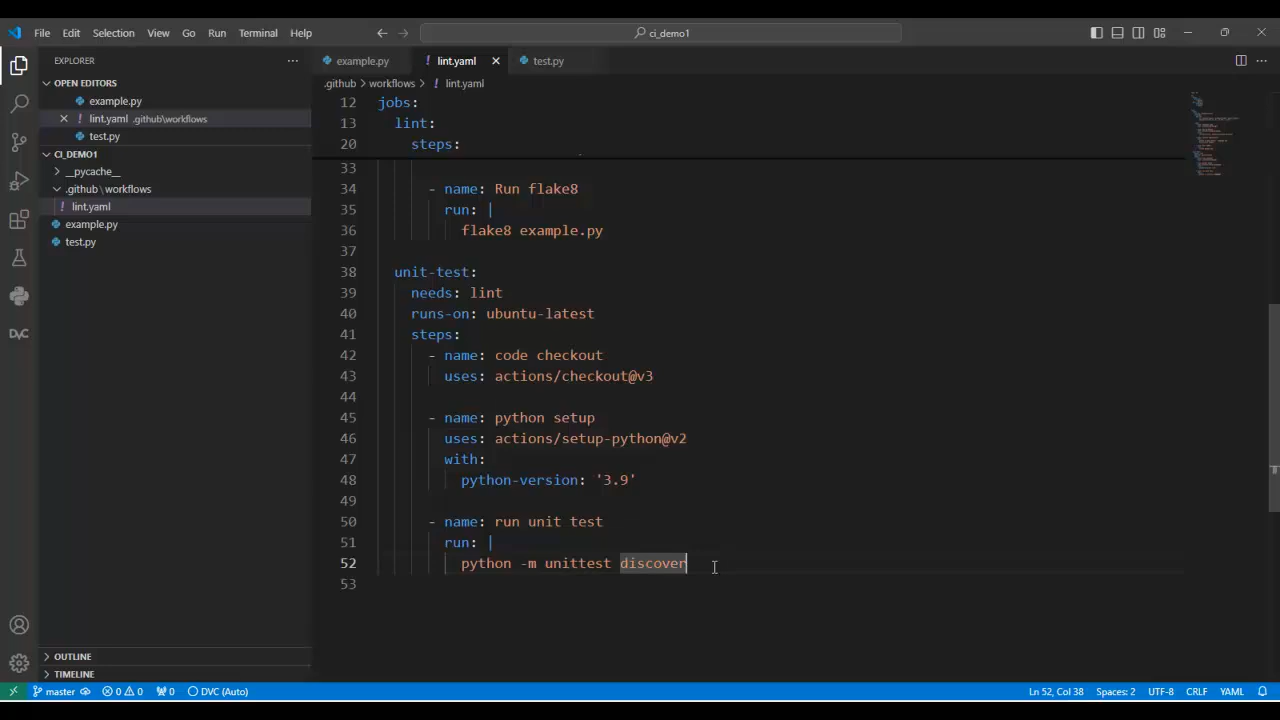 File Edit Selection View Go Run Terminal Help
ci_demo1
EXPLORER
OPEN EDITORS
example.py
lint.yaml .github\workflows
test.py
CI_DEMO1
__pycache__
.github\workflows
lint.yaml
example.py
test.py
OUTLINE
TIMELINE
DVC
example.py lint.yaml test.py
.github > workflows > ! lint.yaml
12 jobs:
13 lint:
20 steps:
33
34 - name: Run flake8
35 run: |
36 flake8 example.py
37
38 unit-test:
39 needs: lint
40 runs-on: ubuntu-latest
41 steps:
42 - name: code checkout
43 uses: actions/checkout@v3
44
45 - name: python setup
46 uses: actions/setup-python@v2
47 with:
48 python-version: '3.9'
49
50 - name: run unit test
51 run: |
52 python -m unittest discover
53
master 0 0 0 DVC (Auto) Ln 52, Col 38 Spaces: 2 UTF-8 CRLF YAML